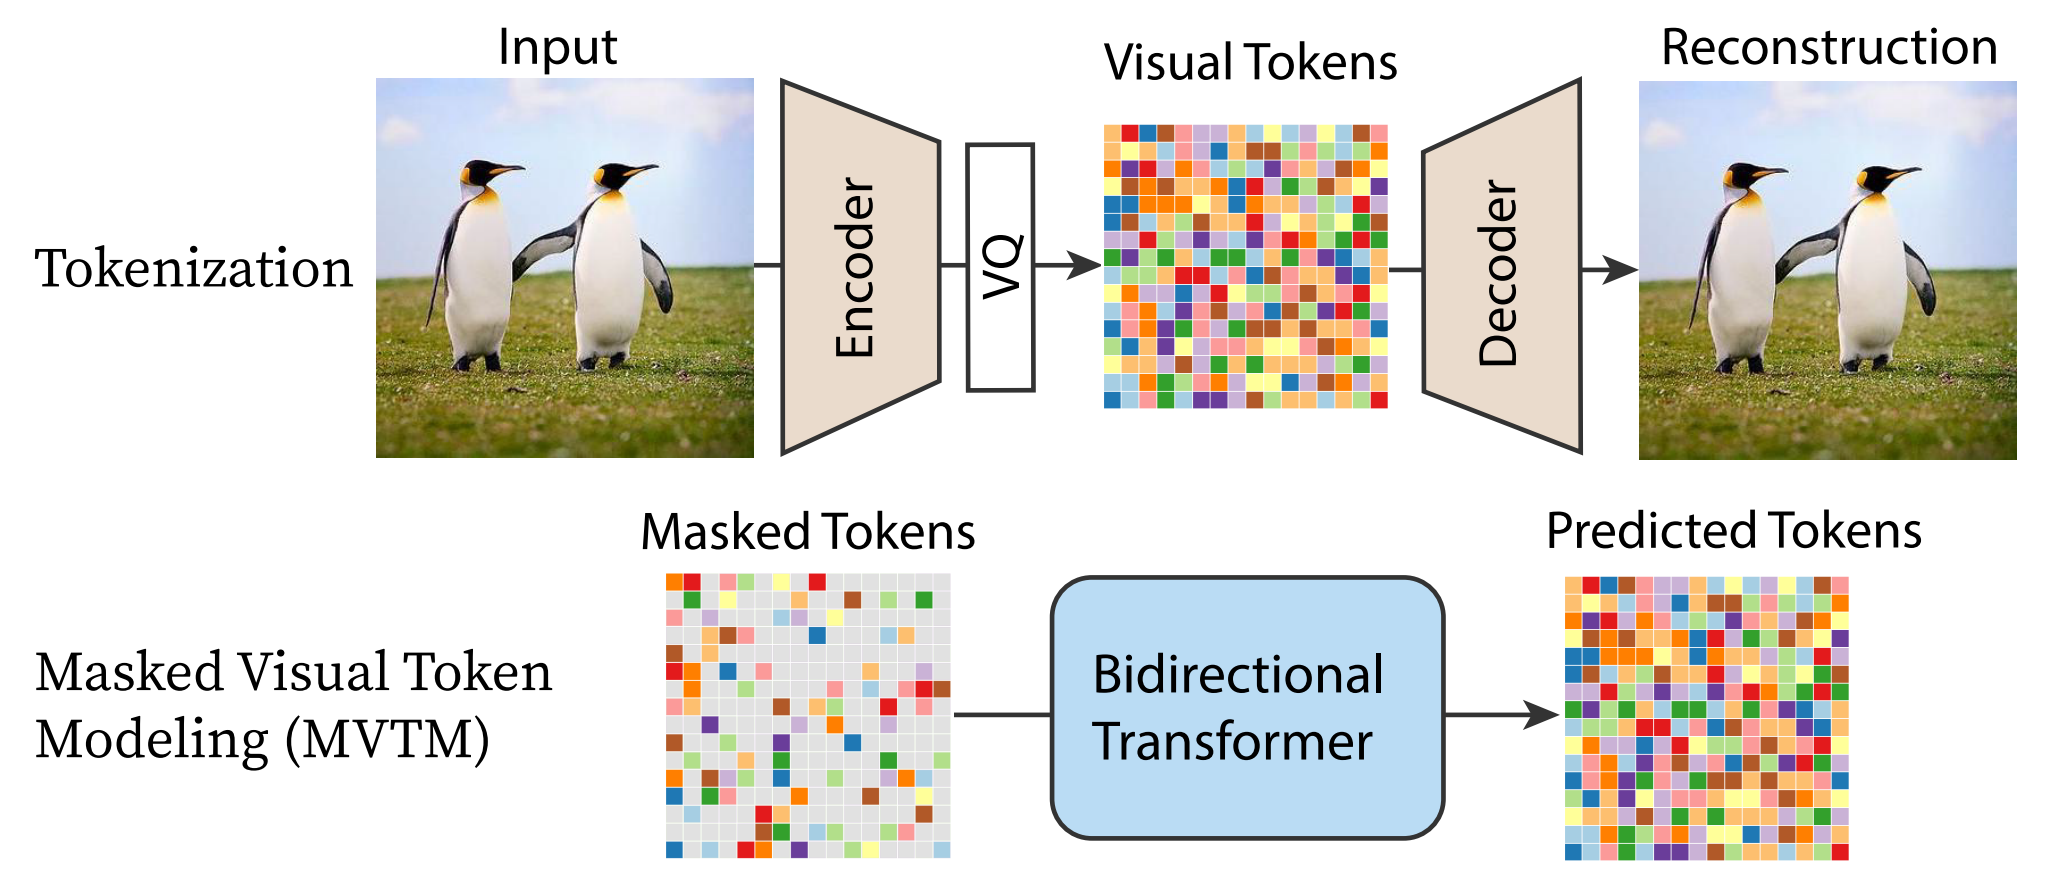 Input
Visual Tokens
Reconstruction
Tokenization
Encoder
VQ
Decoder
Masked Tokens
Predicted Tokens
Masked Visual Token
Modeling (MVTM)
Bidirectional
Transformer